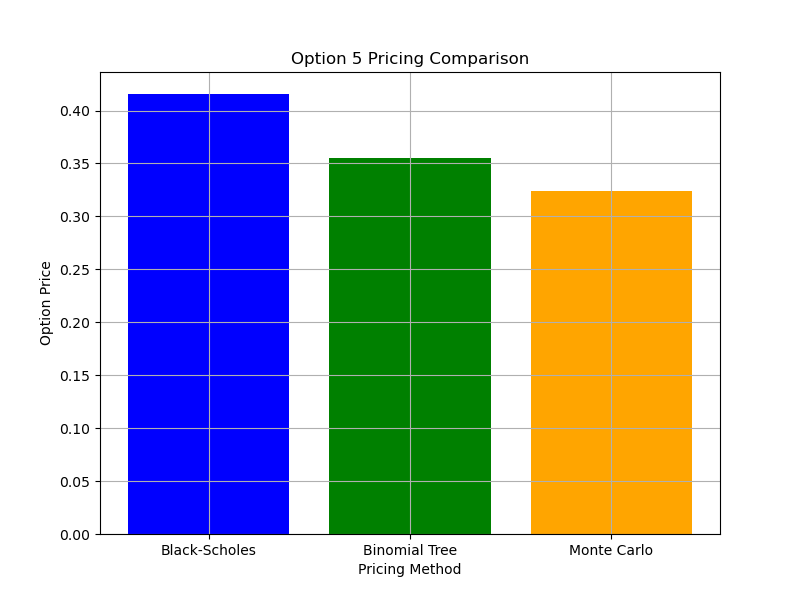 Option 5 Pricing Comparison
Option Price
0.40
0.35
0.30
0.25
0.20
0.15
0.10
0.05
0.00
Black-Scholes
Binomial Tree
Monte Carlo
Pricing Method